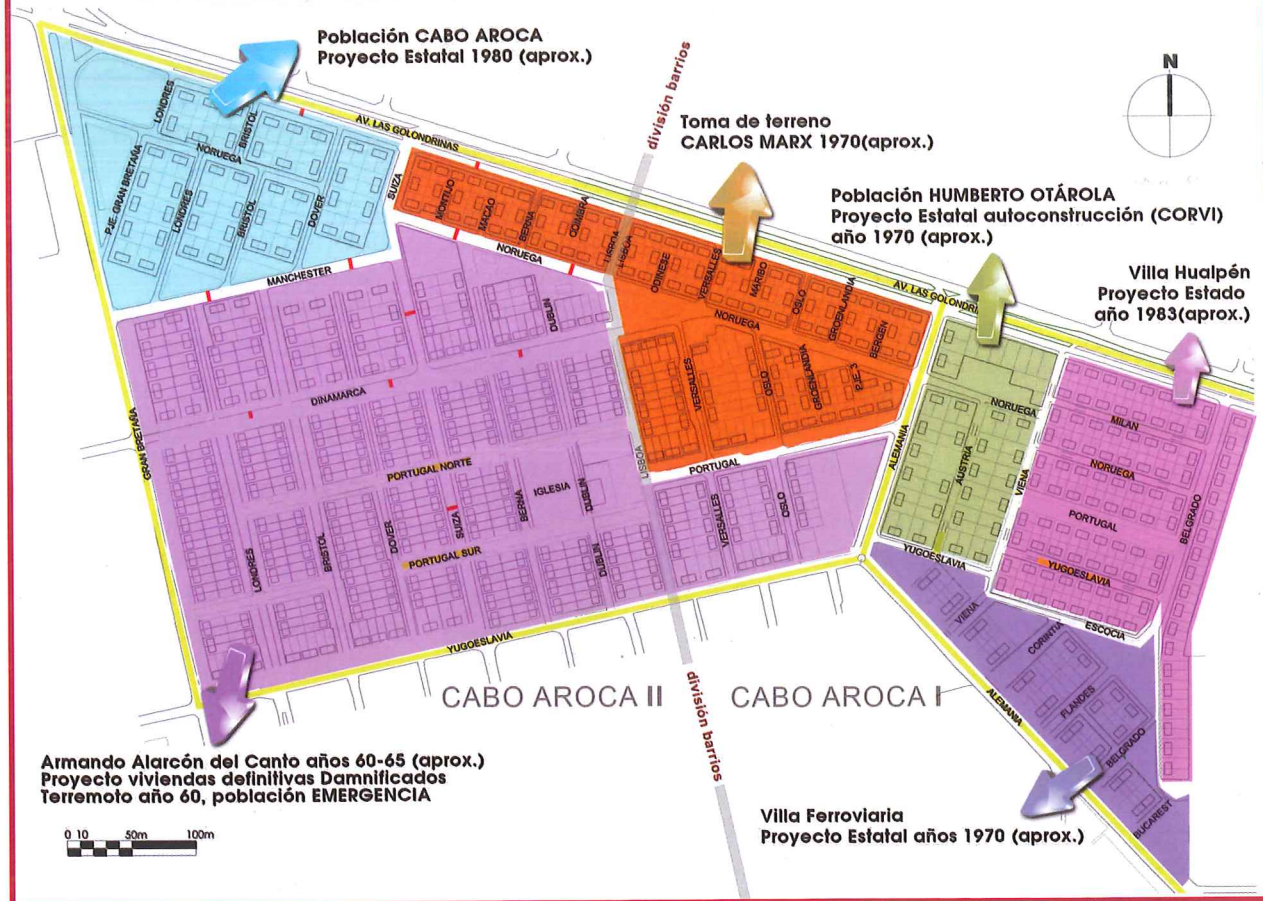 Población CABO AROCA
Proyecto Estatal 1980 (aprox.)
división barrios
N
Toma de terreno
CARLOS MARX 1970(aprox.)
Población HUMBERTO OTÁROLA
Proyecto Estatal autoconstrucción (CORVI)
año 1970 (aprox.)
Villa Hualpén
Proyecto Estado
año 1983(aprox.)
AV. LAS GOLONDRINAS
LONDRES
BRISTOL
NORUEGA
PJE. GRAN BRETAÑA
LONDRES
BRISTOL
DOVER
SUIZA
MONTIJO
MACAO
BERNA
COIMBRA
LISBOA
LISBOA
ODINESE
VERSALLES
MARIBO
OSLO
GROENLANDIA
BERGEN
AV. LAS GOLONDRI
MANCHESTER
NORUEGA
DUBLIN
NORUEGA
VERSALLES
OSLO
GROENLANDIA
PJE. 3
NORUEGA
MILAN
NORUEGA
PORTUGAL
BELGRADO
AUSTRIA
VIENA
ALEMANIA
GRAN BRETAÑA
DINAMARCA
PORTUGAL NORTE
LISBOA
PORTUGAL
IGLESIA
BERNA
DUBLIN
SUIZA
DOVER
BRISTOL
LONDRES
PORTUGAL SUR
DUBLIN
VERSALLES
OSLO
YUGOESLAVIA
YUGOESLAVIA
ESCOCIA
YUGOESLAVIA
VIENA
CORINTIA
FLANDES
BELGRADO
ALEMANIA
BUCAREST
CABO AROCA II
CABO AROCA I
división barrios
Armando Alarcón del Canto años 60-65 (aprox.)
Proyecto viviendas definitivas Damnificados
Terremoto año 60, población EMERGENCIA
Villa Ferroviaria
Proyecto Estatal años 1970 (aprox.)
0 10 50m 100m